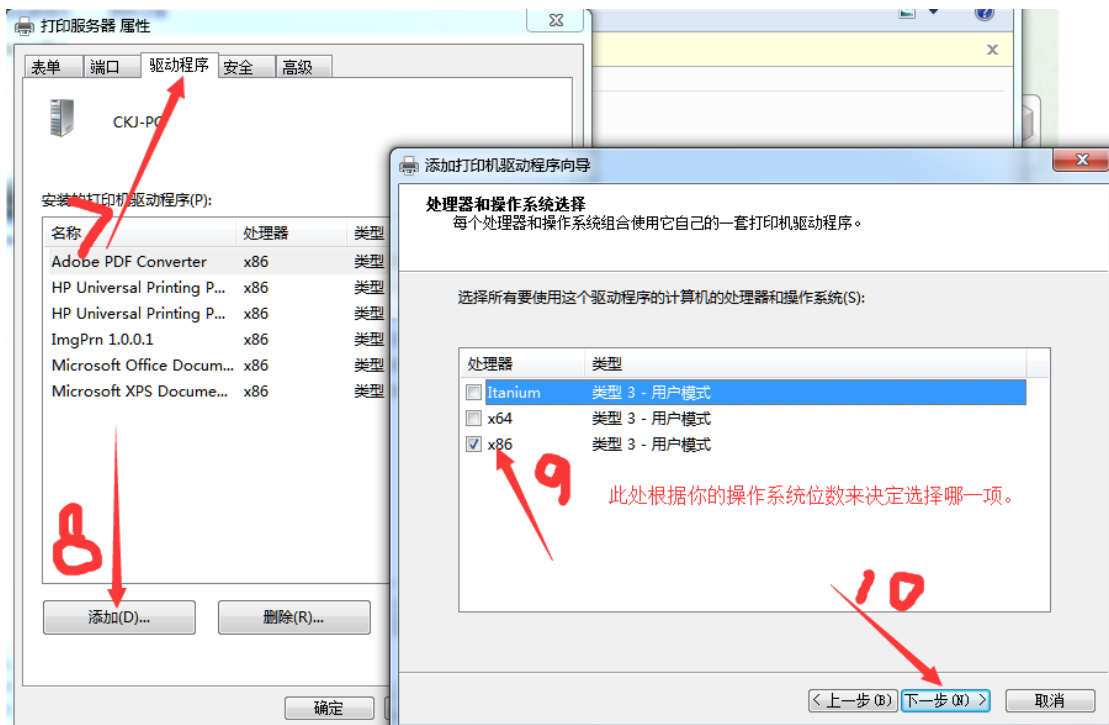 打印服务器 属性
表单 端口 驱动程序 安全 高级
CKJ-PC
7
安装的打印机驱动程序(P):
名称 处理器 类型
Adobe PDF Converter x86 类型
HP Universal Printing P... x86 类型
HP Universal Printing P... x86 类型
ImgPrn 1.0.0.1 x86 类型
Microsoft Office Docum... x86 类型
Microsoft XPS Docume... x86 类型
8
添加(D)... 删除(R)...
确定
添加打印机驱动程序向导
处理器和操作系统选择
每个处理器和操作系统组合使用它自己的一套打印机驱动程序。
选择所有要使用这个驱动程序的计算机的处理器和操作系统(S):
处理器 类型
Itanium 类型 3 - 用户模式
x64 类型 3 - 用户模式
x86 类型 3 - 用户模式
9
此处根据你的操作系统位数来决定选择哪一项。
10
< 上一步(B) 下一步(N) > 取消